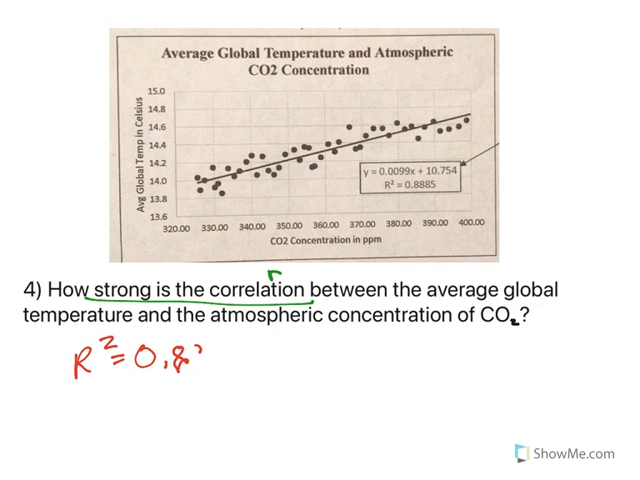 Average Global Temperature and Atmospheric
CO2 Concentration
15.0
14.8
14.6
14.4
14.2
14.0
13.8
13.6
Avg Global Temp in Celsius
y = 0.0099x + 10.754
R² = 0.8885
320.00 330.00 340.00 350.00 360.00 370.00 380.00 390.00 400.00
CO2 Concentration in ppm
r
4) How strong is the correlation between the average global
temperature and the atmospheric concentration of CO₂?
R² = 0.8
ShowMe.com